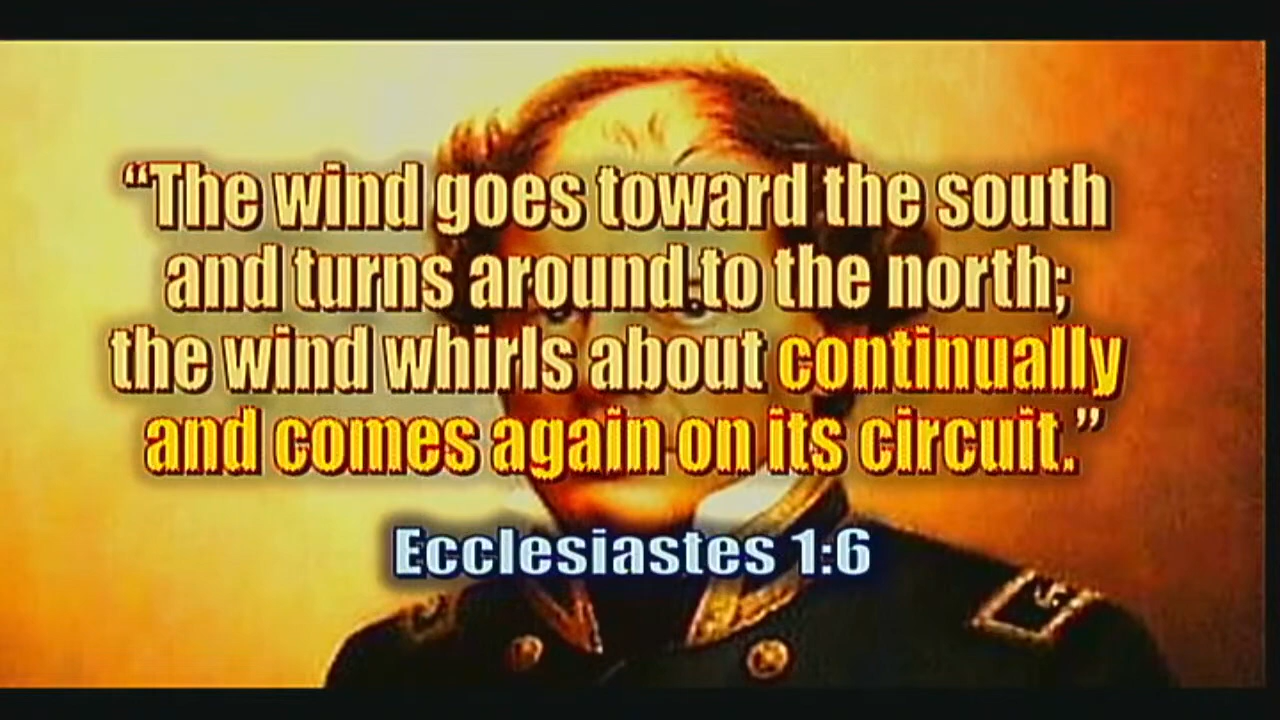 “The wind goes toward the south
and turns around to the north;
the wind whirls about continually
and comes again on its circuit.”
Ecclesiastes 1:6